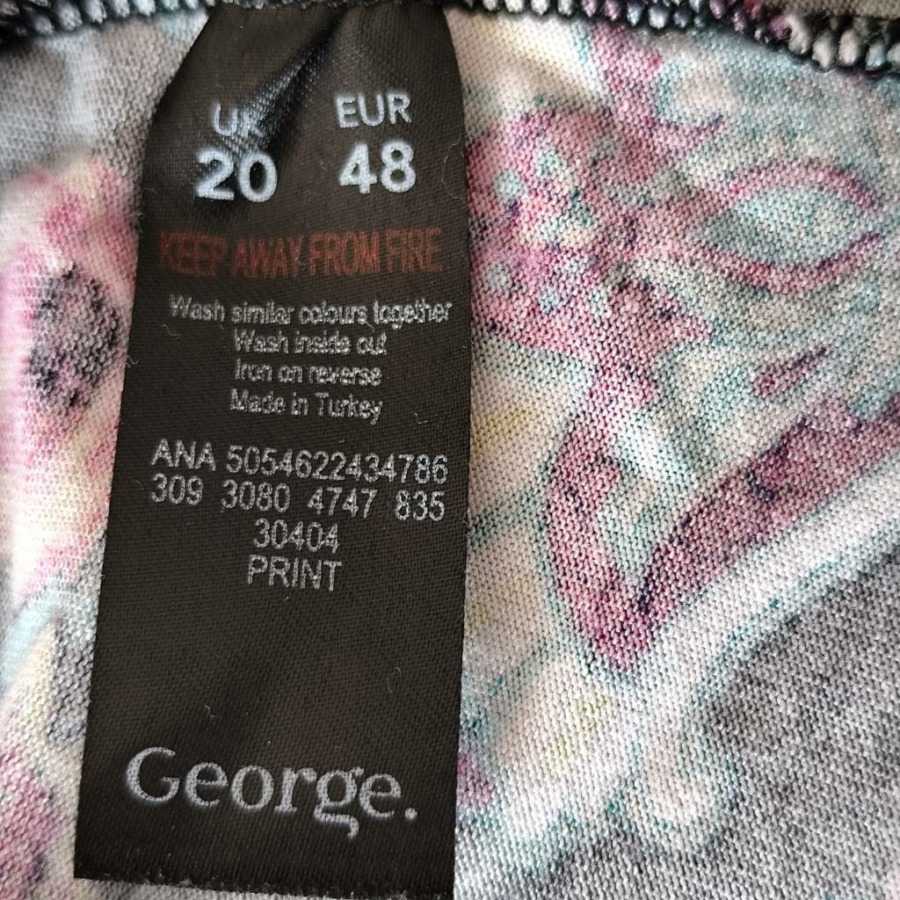 UK EUR
20 48
KEEP AWAY FROM FIRE
Wash similar colours together
Wash inside out
Iron on reverse
Made in Turkey
ANA 5054622434786
309 3080 4747 835
30404
PRINT
George.